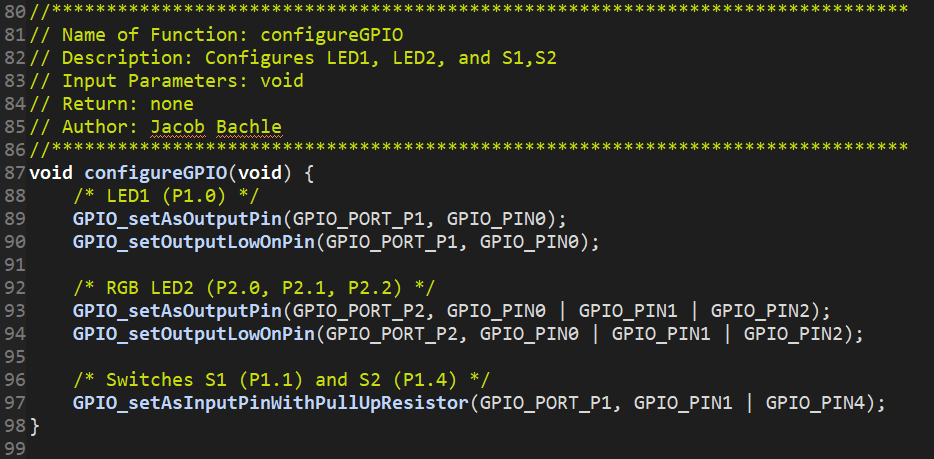 80 //******************************************************************************
81 // Name of Function: configureGPIO
82 // Description: Configures LED1, LED2, and S1,S2
83 // Input Parameters: void
84 // Return: none
85 // Author: Jacob Bachle
86 //******************************************************************************
87 void configureGPIO(void) {
88     /* LED1 (P1.0) */
89     GPIO_setAsOutputPin(GPIO_PORT_P1, GPIO_PIN0);
90     GPIO_setOutputLowOnPin(GPIO_PORT_P1, GPIO_PIN0);
91
92     /* RGB LED2 (P2.0, P2.1, P2.2) */
93     GPIO_setAsOutputPin(GPIO_PORT_P2, GPIO_PIN0 | GPIO_PIN1 | GPIO_PIN2);
94     GPIO_setOutputLowOnPin(GPIO_PORT_P2, GPIO_PIN0 | GPIO_PIN1 | GPIO_PIN2);
95
96     /* Switches S1 (P1.1) and S2 (P1.4) */
97     GPIO_setAsInputPinWithPullUpResistor(GPIO_PORT_P1, GPIO_PIN1 | GPIO_PIN4);
98 }
99